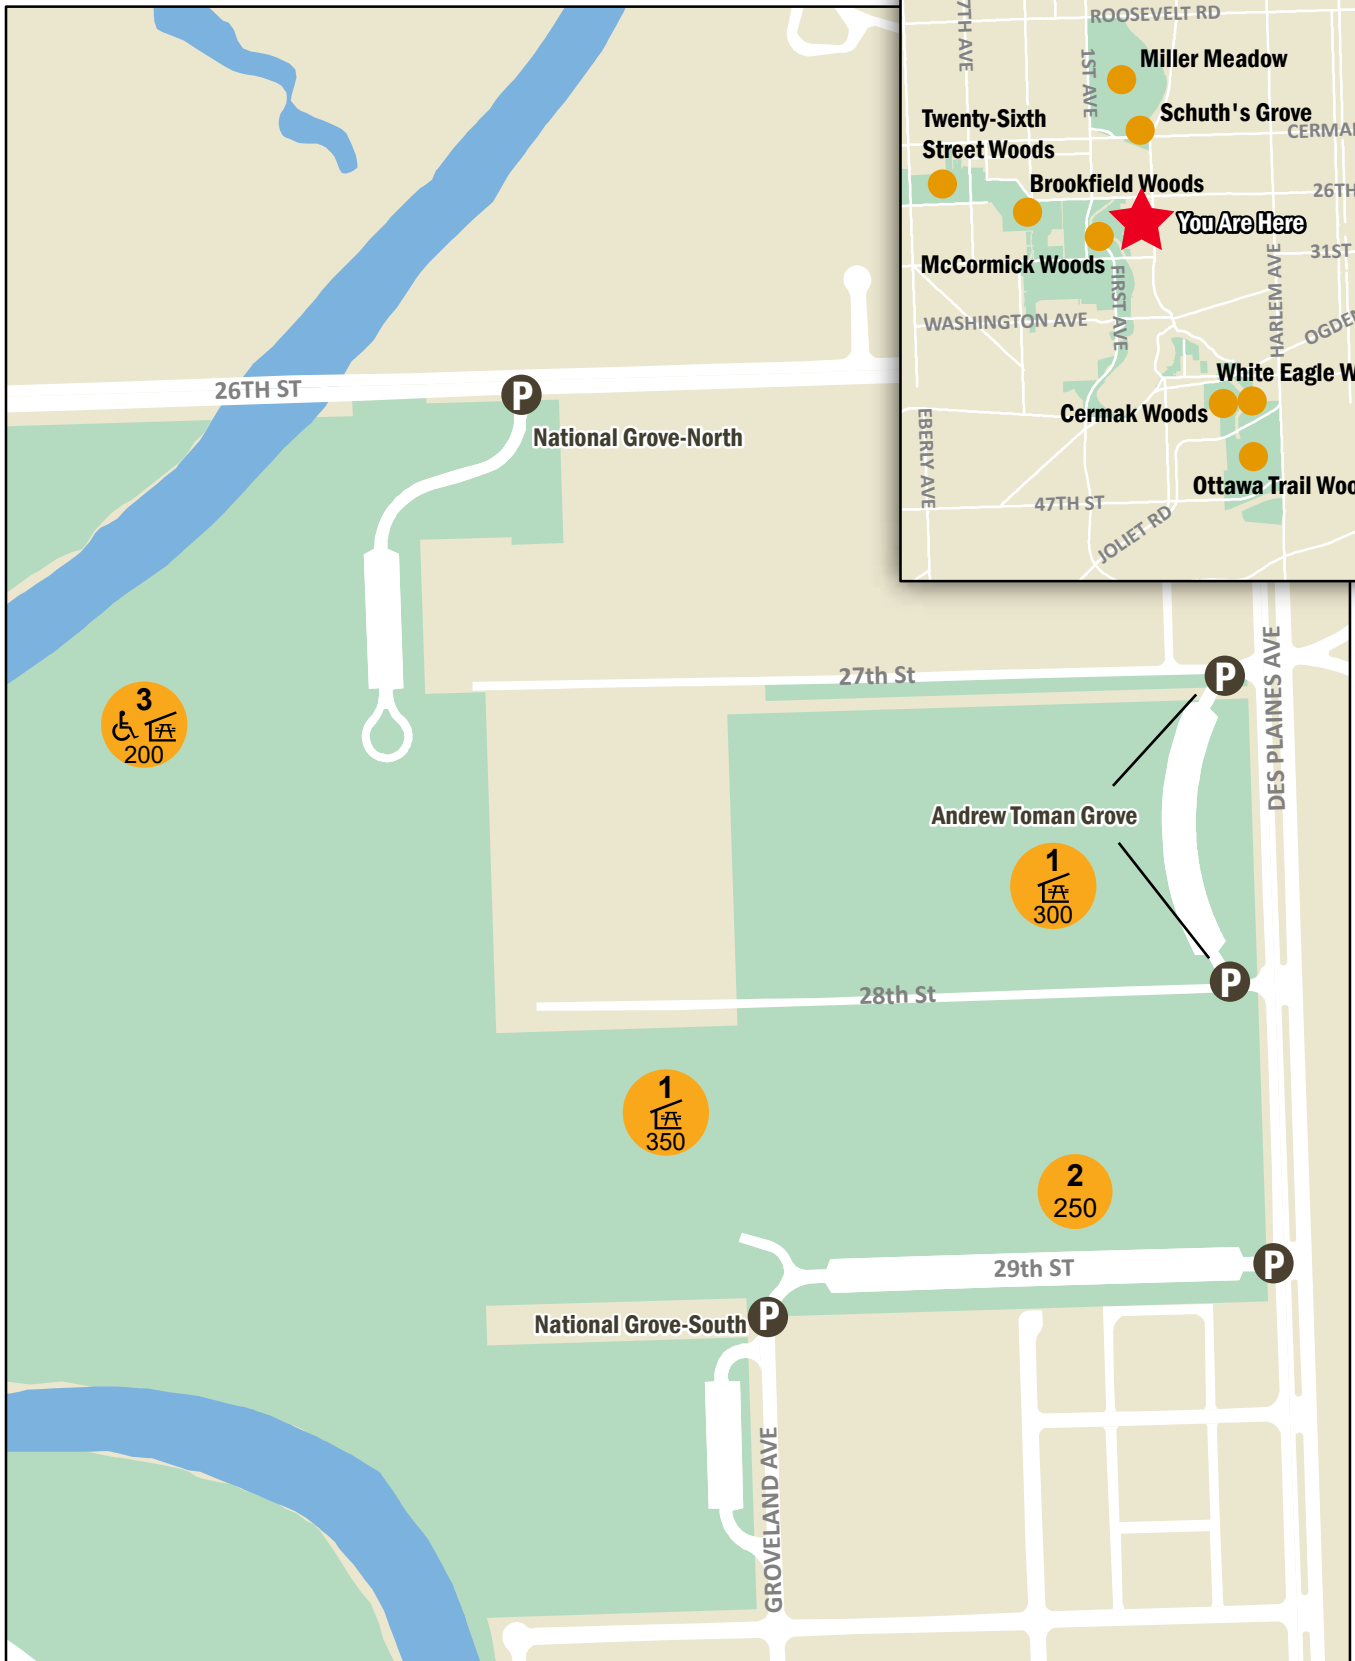 7TH AVE
ROOSEVELT RD
1ST AVE
Miller Meadow
Schuth's Grove
Twenty-Sixth
Street Woods
CERMA
Brookfield Woods
26TH
You Are Here
31ST
McCormick Woods
FIRST AVE
HARLEM AVE
WASHINGTON AVE
OGDEN
White Eagle W
Cermak Woods
EBERLY AVE
Ottawa Trail Woo
47TH ST
JOLIET RD
26TH ST
P
National Grove-North
27th St
P
DES PLAINES AVE
3
200
Andrew Toman Grove
1
300
28th St
P
1
350
2
250
29th ST
P
National Grove-South
P
GROVELAND AVE